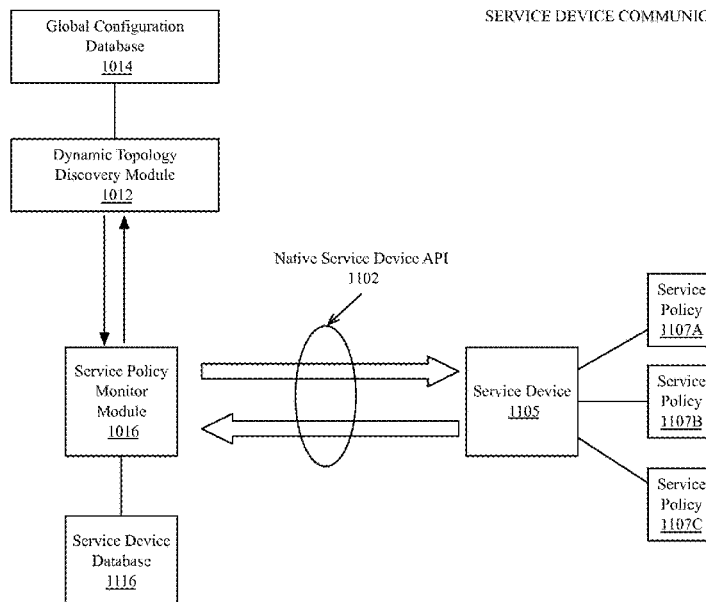 SERVICE DEVICE COMMUNIC
Global Configuration
Database
1014
Dynamic Topology
Discovery Module
1012
Native Service Device API
1102
Service Policy
Monitor
Module
1016
Service Device
1105
Service
Policy
1107A
Service
Policy
1107B
Service
Policy
1107C
Service Device
Database
1116